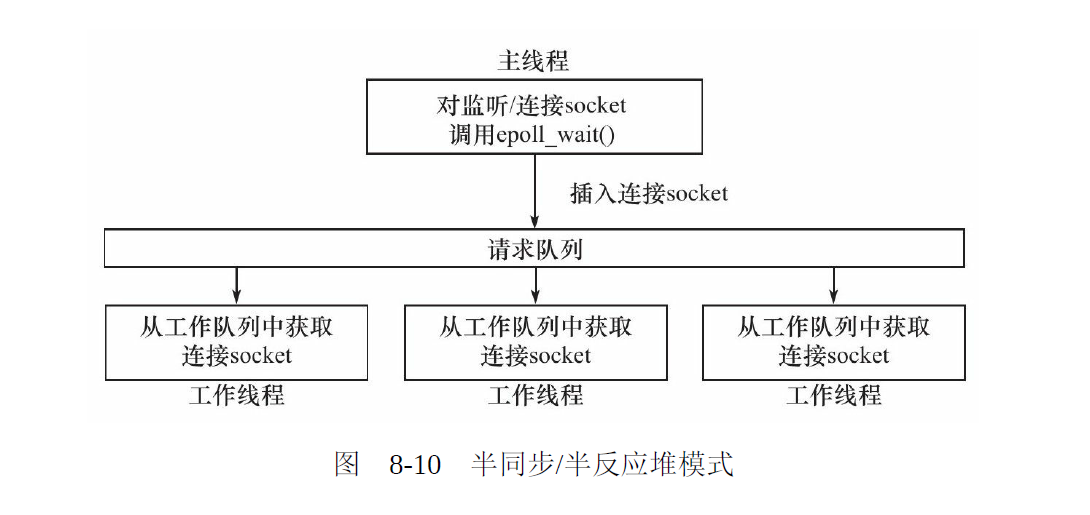 主线程
对监听/连接socket
调用epoll_wait()
插入连接socket
请求队列
从工作队列中获取
连接socket
工作线程
从工作队列中获取
连接socket
工作线程
从工作队列中获取
连接socket
工作线程
图 8-10 半同步/半反应堆模式